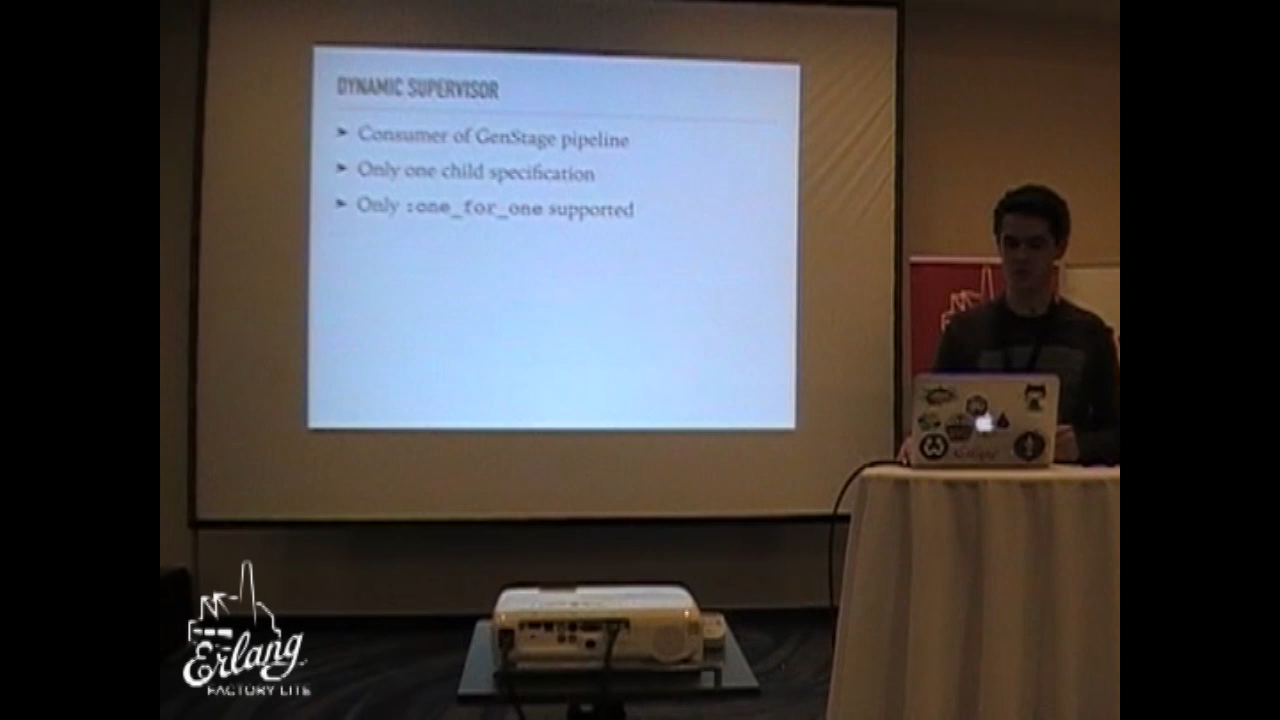 DYNAMIC SUPERVISOR
➤ Consumer of GenStage pipeline
➤ Only one child specification
➤ Only :one_for_one supported
Erlang
FACTORY LITE